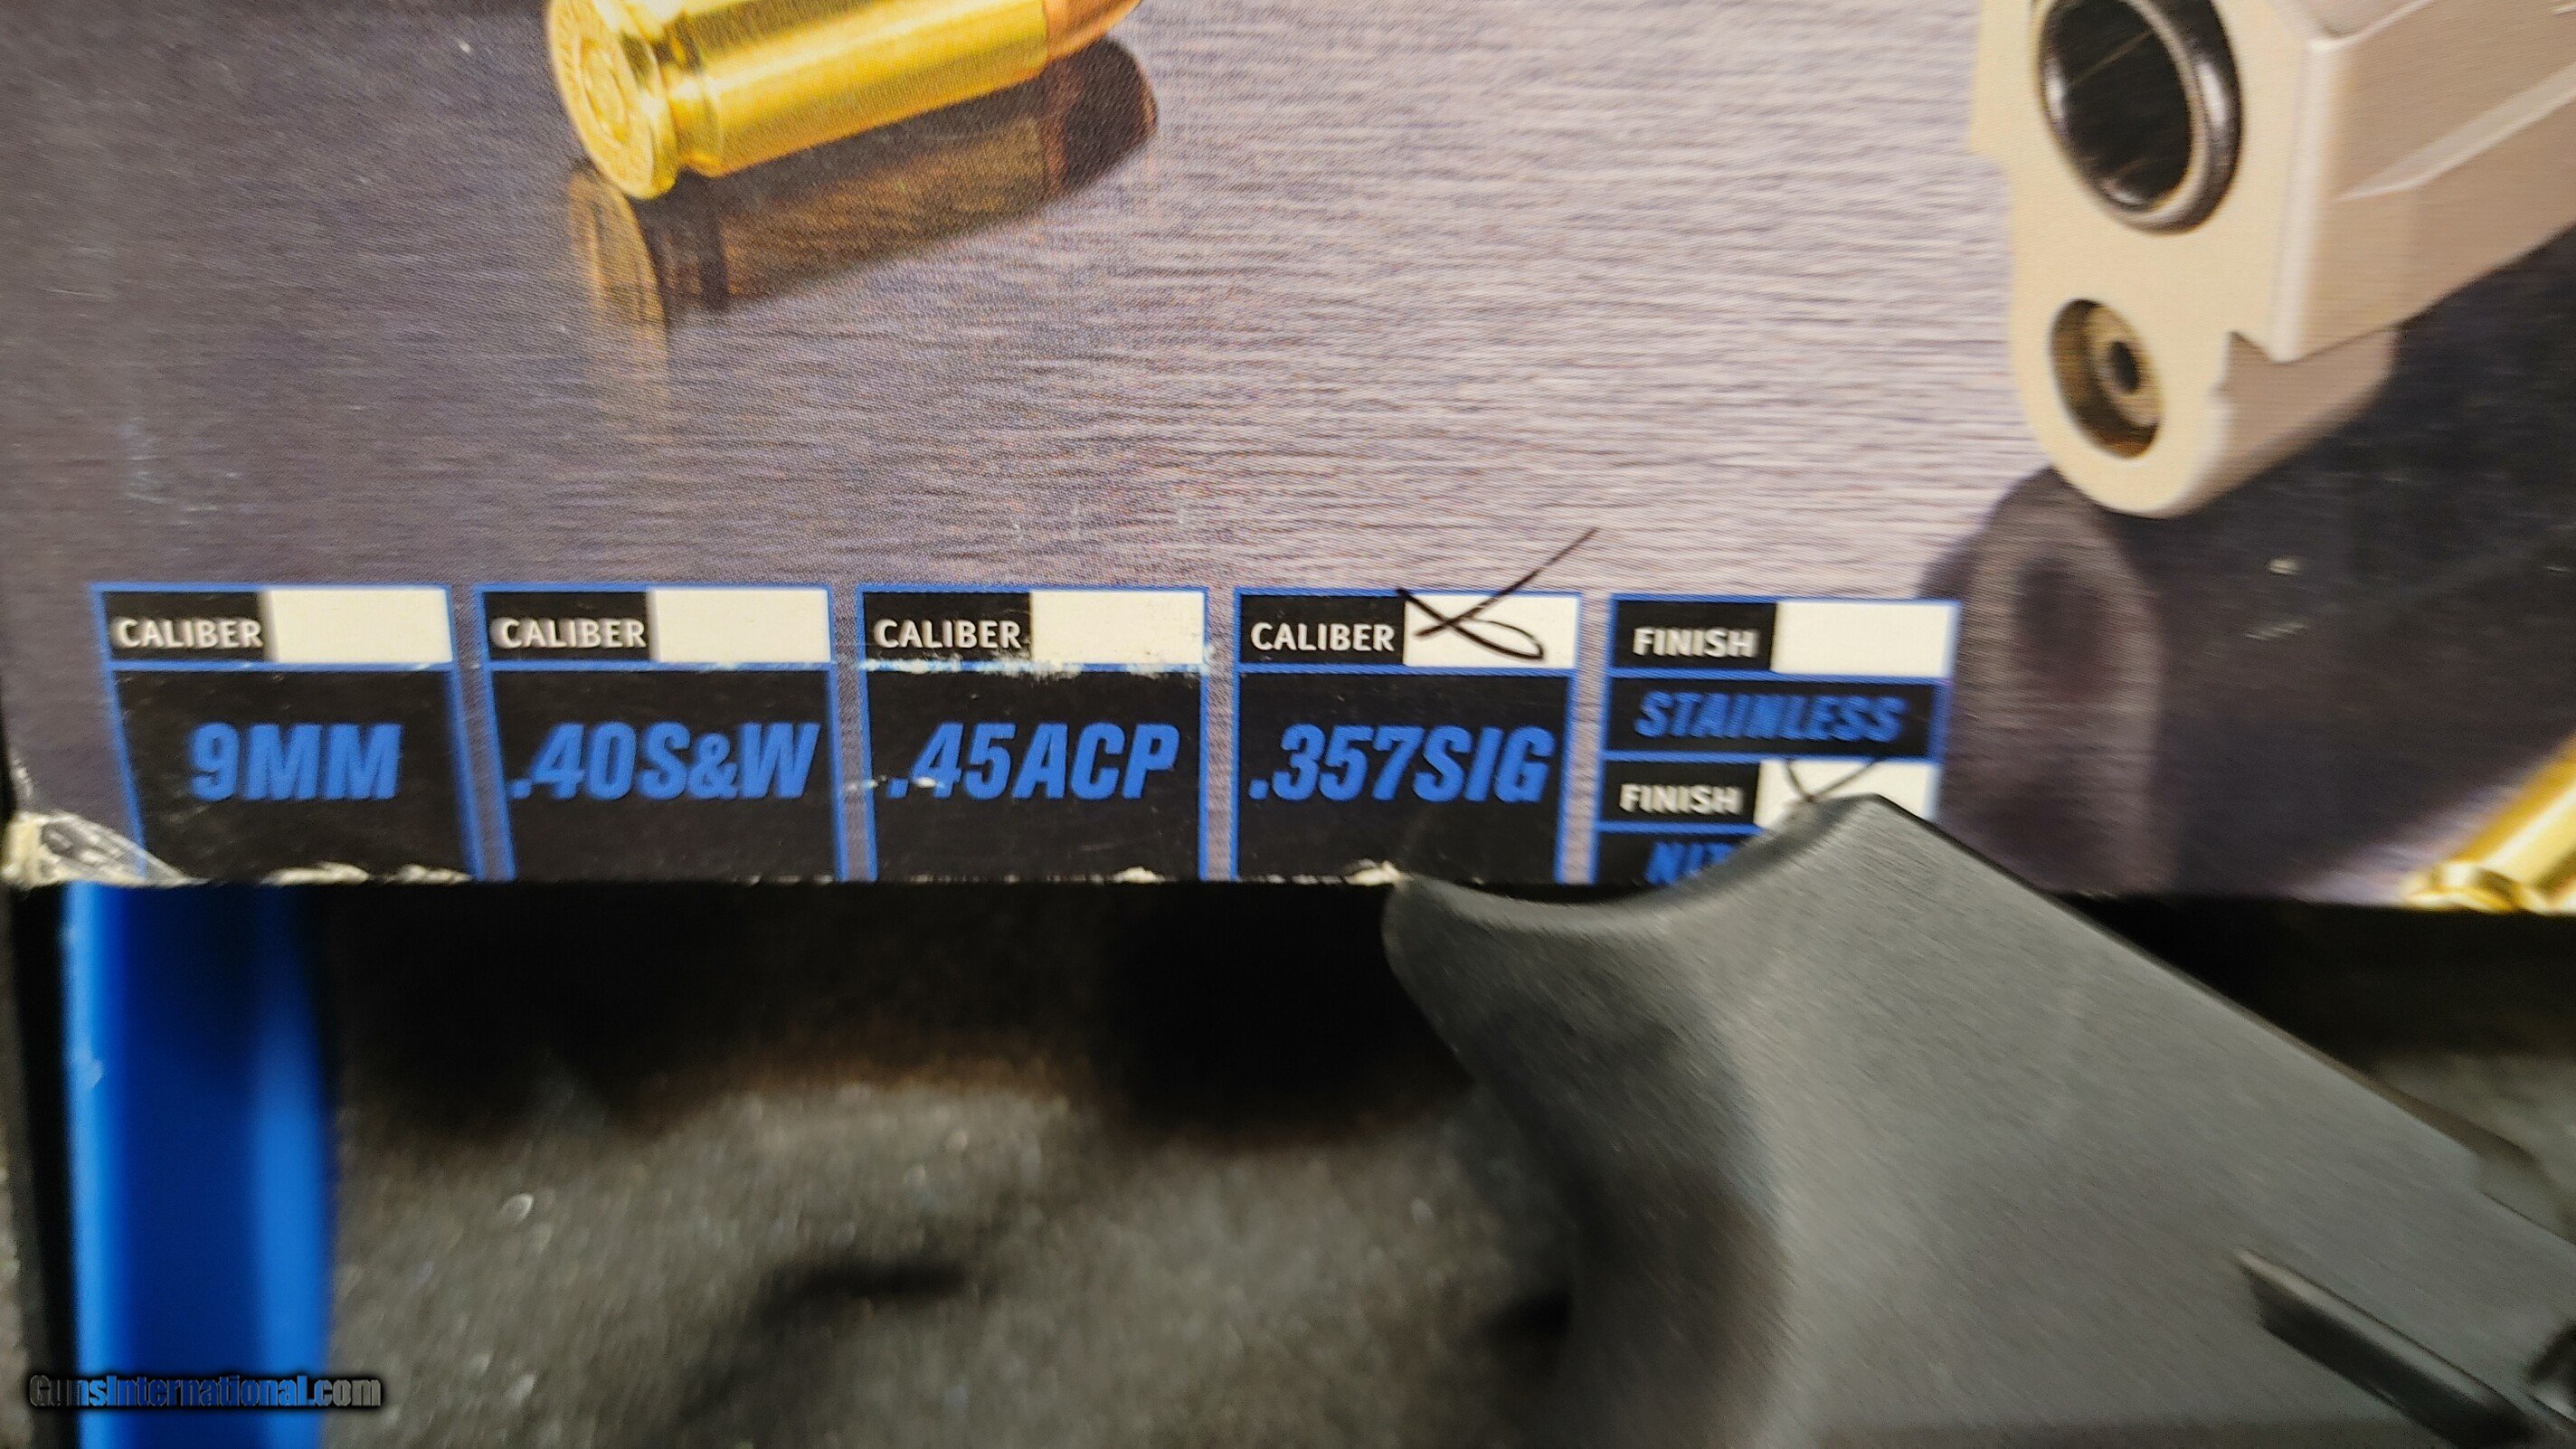 CALIBER
9MM
CALIBER
.40S&W
CALIBER
.45ACP
CALIBER
.357SIG
FINISH
STAINLESS
FINISH
GunsInternational.com